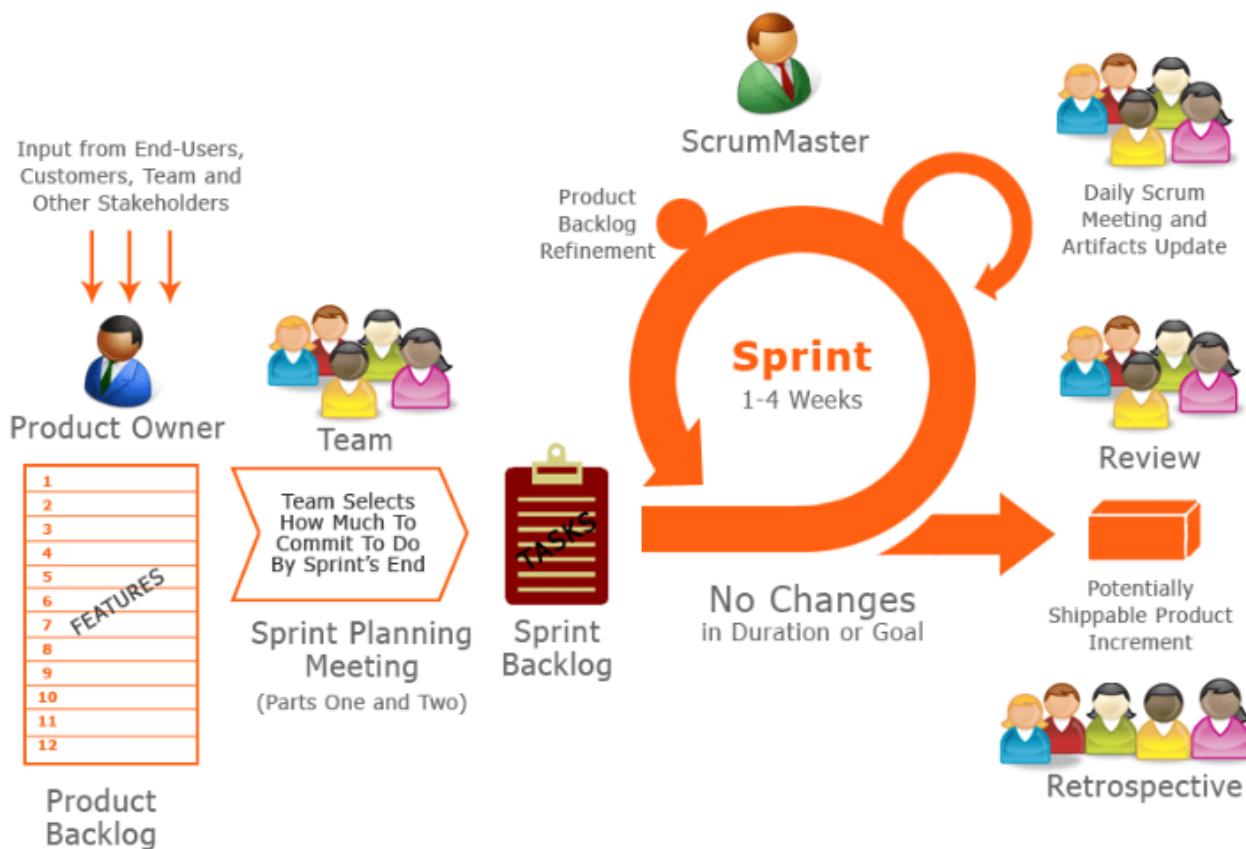 Input from End-Users,
Customers, Team and
Other Stakeholders
Product Owner
1
2
3
4
5
6
7
8
9
10
11
12
FEATURES
Product
Backlog
Team
Team Selects
How Much To
Commit To Do
By Sprint's End
Sprint Planning
Meeting
(Parts One and Two)
TASKS
Sprint
Backlog
ScrumMaster
Product
Backlog
Refinement
Sprint
1-4 Weeks
No Changes
in Duration or Goal
Daily Scrum
Meeting and
Artifacts Update
Review
Potentially
Shippable Product
Increment
Retrospective